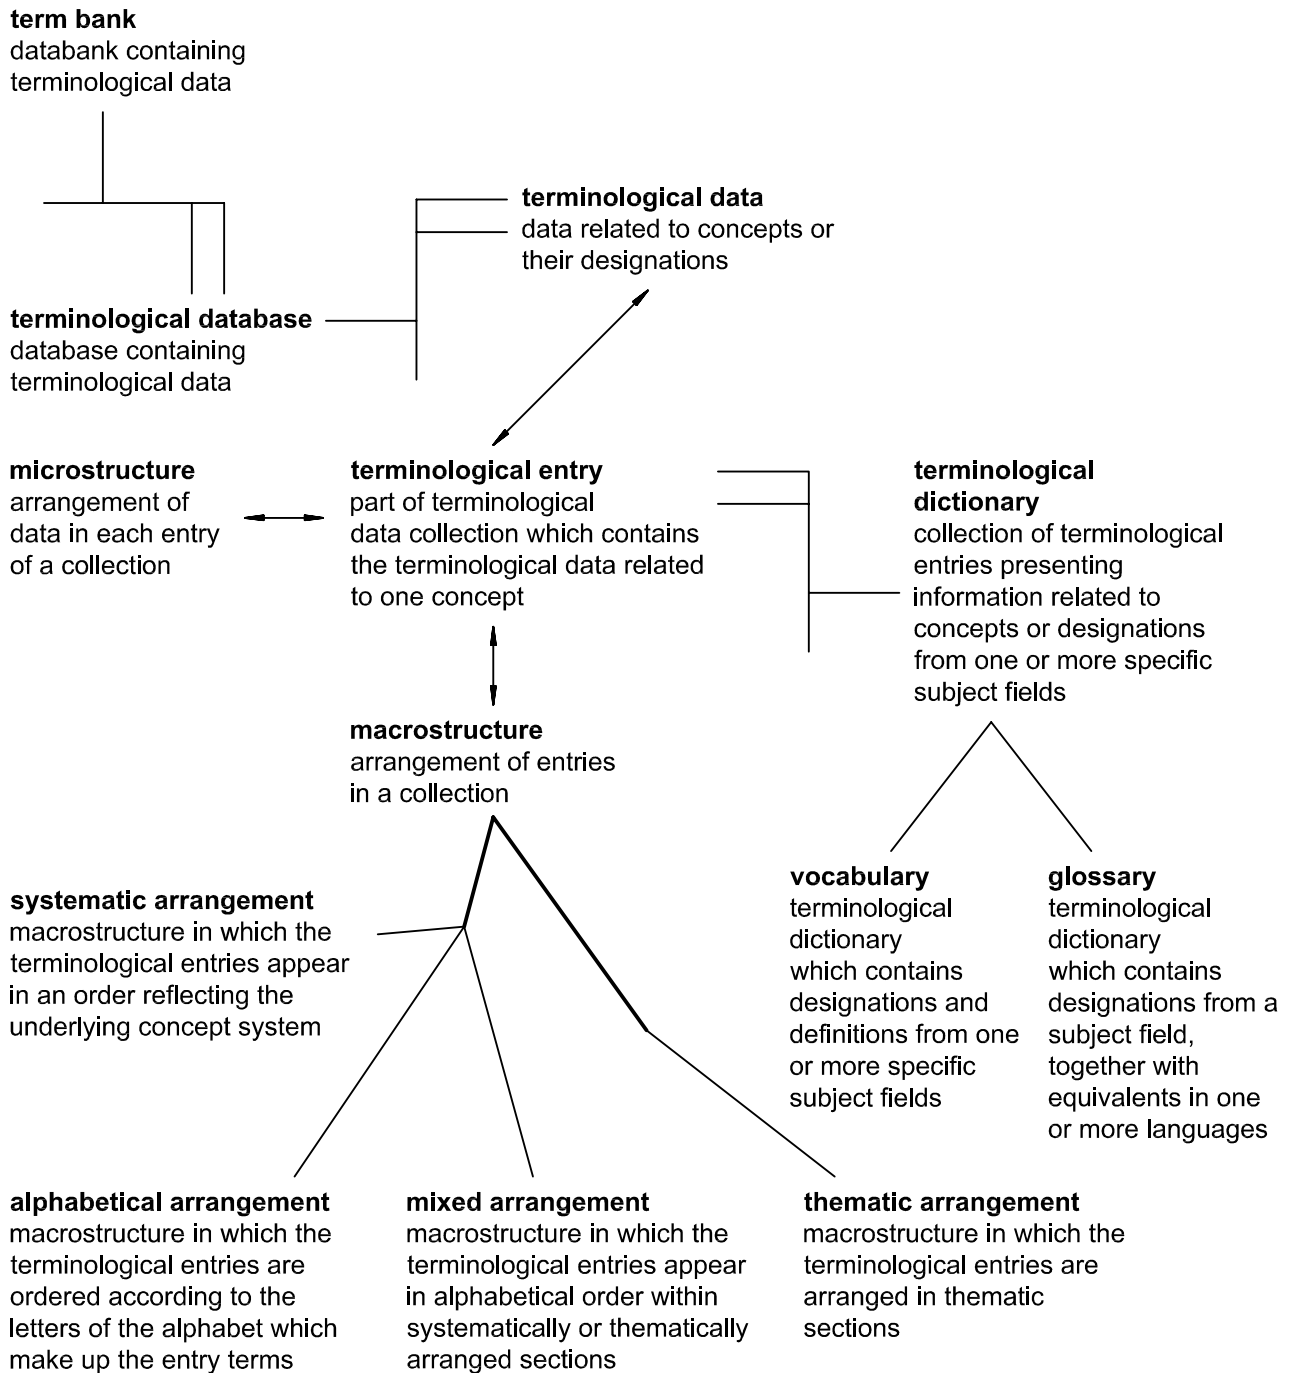 term bank
databank containing
terminological data
terminological data
data related to concepts or
their designations
terminological database
database containing
terminological data
microstructure
arrangement of
data in each entry
of a collection
terminological entry
part of terminological
data collection which contains
the terminological data related
to one concept
terminological
dictionary
collection of terminological
entries presenting
information related to
concepts or designations
from one or more specific
subject fields
macrostructure
arrangement of entries
in a collection
systematic arrangement
macrostructure in which the
terminological entries appear
in an order reflecting the
underlying concept system
vocabulary
terminological
dictionary
which contains
designations and
definitions from one
or more specific
subject fields
glossary
terminological
dictionary
which contains
designations from a
subject field,
together with
equivalents in one
or more languages
alphabetical arrangement
macrostructure in which the
terminological entries are
ordered according to the
letters of the alphabet which
make up the entry terms
mixed arrangement
macrostructure in which the
terminological entries appear
in alphabetical order within
systematically or thematically
arranged sections
thematic arrangement
macrostructure in which the
terminological entries are
arranged in thematic
sections